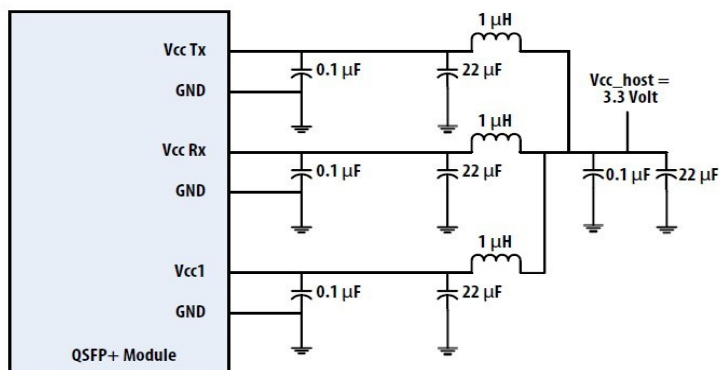 1 µH
Vcc Tx
0.1 µF
22 µF
GND
Vcc_host =
3.3 Volt
1 µH
Vcc Rx
0.1 µF
22 µF
0.1 µF
22 µF
GND
1 µH
Vcc1
0.1 µF
22 µF
GND
QSFP+ Module